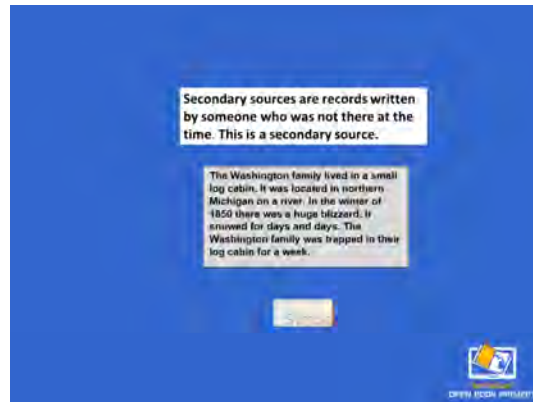 Secondary sources are records written
by someone who was not there at the
time. This is a secondary source.
The Washington family lived in a small
log cabin. It was located in northern
Michigan on a river. In the winter of
1850 there was a huge blizzard. It
snowed for days and days. The
Washington family was trapped in their
log cabin for a week.
OPEN BOOK